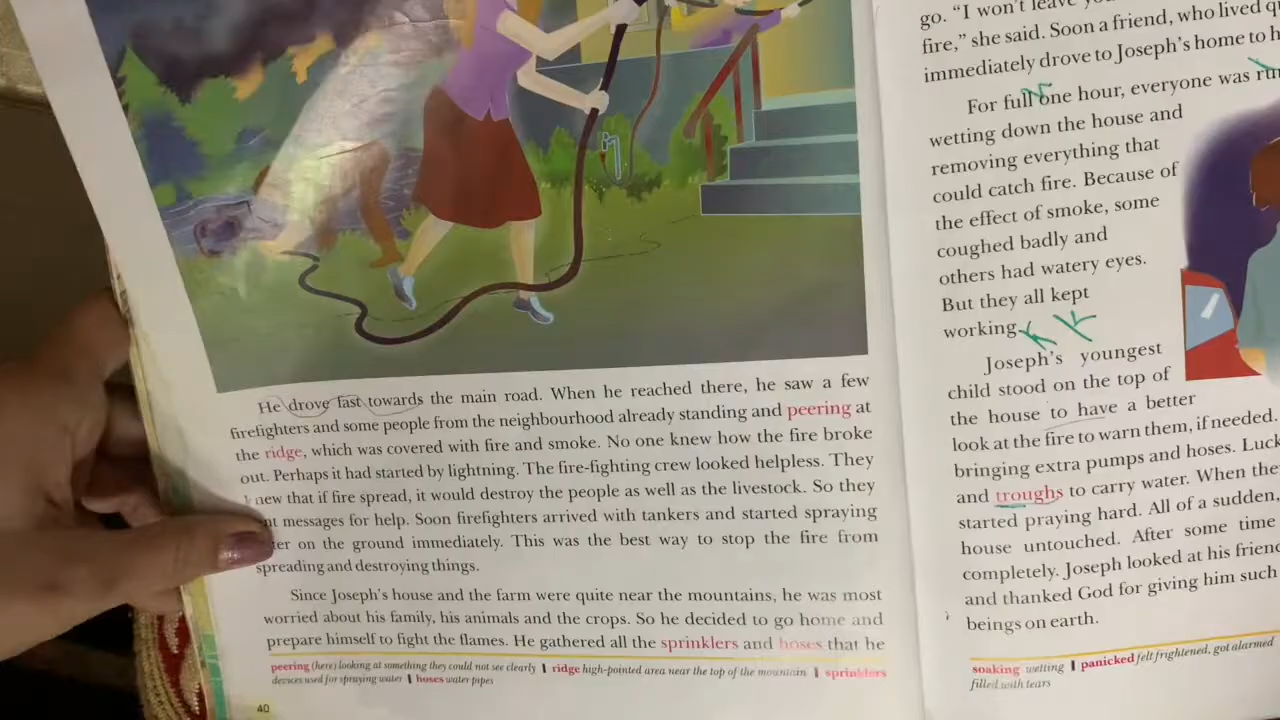 He drove fast towards the main road. When he reached there, he saw a few
firefighters and some people from the neighbourhood already standing and peering at
the ridge, which was covered with fire and smoke. No one knew how the fire broke
out. Perhaps it had started by lightning. The fire-fighting crew looked helpless. They
knew that if fire spread, it would destroy the people as well as the livestock. So they
messages for help. Soon firefighters arrived with tankers and started spraying
on the ground immediately. This was the best way to stop the fire from
spreading and destroying things.
Since Joseph's house and the farm were quite near the mountains, he was most
worried about his family, his animals and the crops. So he decided to go home and
prepare himself to fight the flames. He gathered all the sprinklers and hoses that he
peering (here) looking at something they could not see clearly | ridge high-pointed area near the top of the mountain | sprinklers
devices used for spraying water | hoses water pipes
40
go. "I won't leave
fire," she said. Soon a friend, who lived
immediately drove to Joseph's home to
For full one hour, everyone was
wetting down the house and
removing everything that
could catch fire. Because of
the effect of smoke, some
coughed badly and
others had watery eyes.
But they all kept
working.
Joseph's youngest
child stood on the top of
the house to have a better
look at the fire to warn them, if needed.
bringing extra pumps and hoses.
and troughs to carry water. When
started praying hard. All of a sudden,
house untouched. After some time
completely. Joseph looked at his
and thanked God for giving him such
beings on earth.
soaking wetting | panicked felt frightened, got alarmed
filled with tears